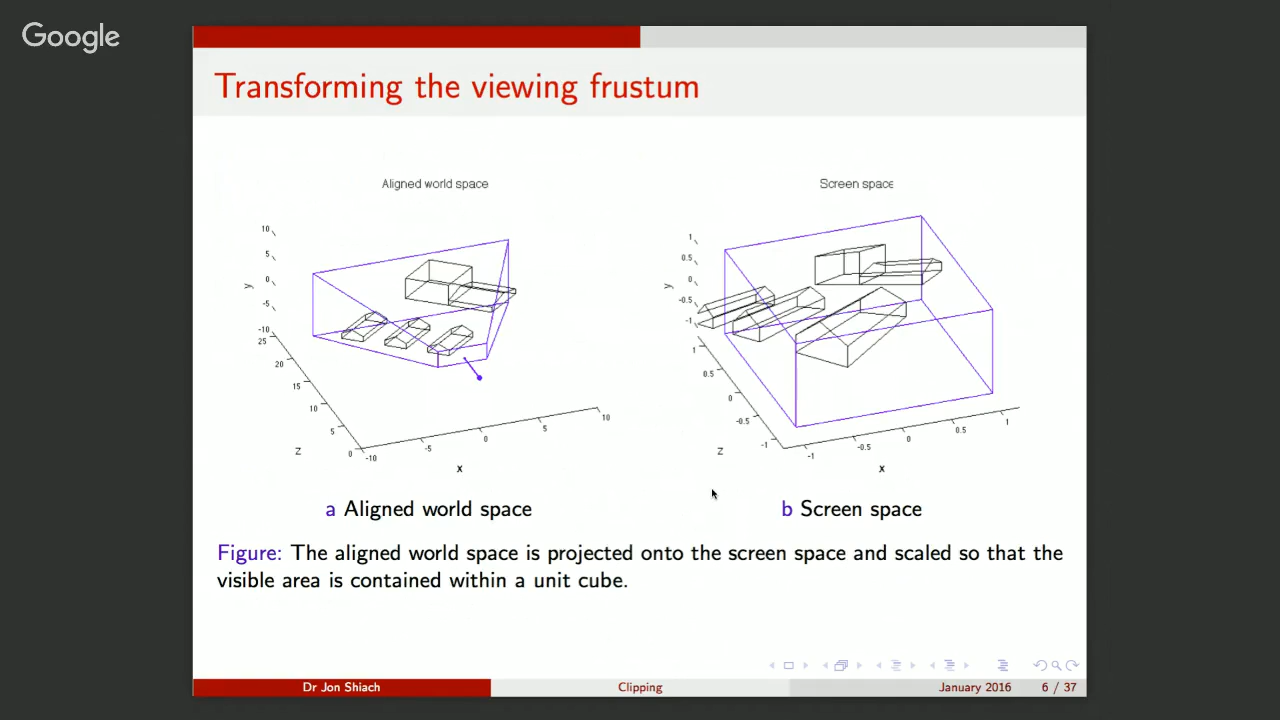 Google
Transforming the viewing frustum
Aligned world space
10
5
0
-5
-10
y
25
20
15
10
5
0
z
-10
-5
0
5
10
x
Screen space
1
0.5
0
-0.5
-1
y
1
0.5
0
-0.5
-1
z
-1
-0.5
0
0.5
1
x
a Aligned world space
b Screen space
Figure: The aligned world space is projected onto the screen space and scaled so that the
visible area is contained within a unit cube.
Dr Jon Shiach
Clipping
January 2016
6 / 37